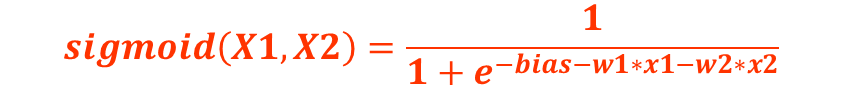 sigmoid(X1, X2) = 1 / (1 + e^(−bias−w1∗x1−w2∗x2))